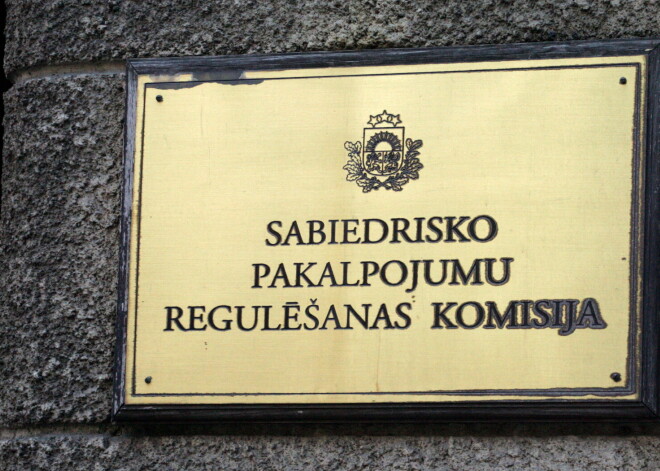 SABIEDRISKO
PAKALPOJUMU
REGULĒŠANAS KOMISIJA